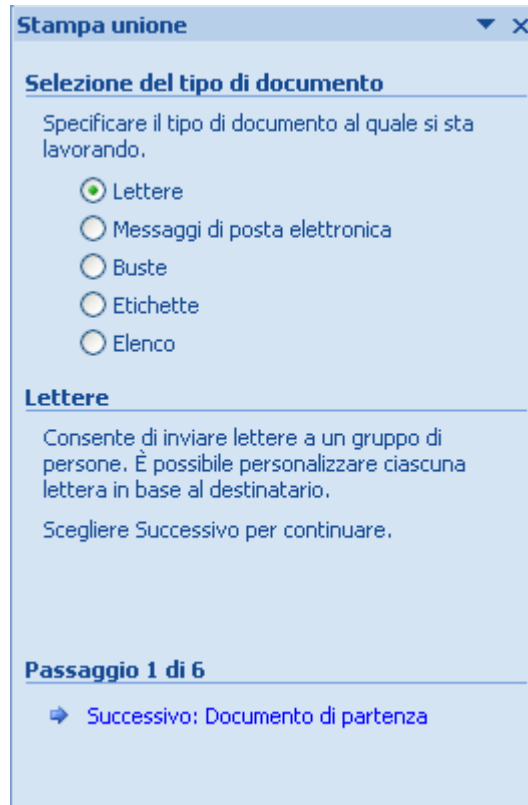 Stampa unione
Selezione del tipo di documento
Specificare il tipo di documento al quale si sta
lavorando.
Lettere
Messaggi di posta elettronica
Buste
Etichette
Elenco
Lettere
Consente di inviare lettere a un gruppo di
persone. È possibile personalizzare ciascuna
lettera in base al destinatario.
Scegliere Successivo per continuare.
Passaggio 1 di 6
Successivo: Documento di partenza